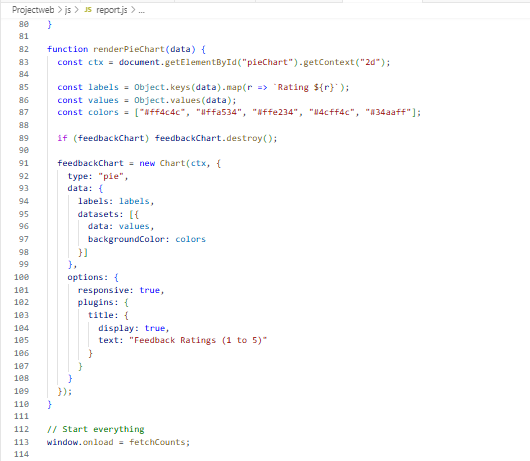 Projectweb > js > JS report.js > ...
80 }
81
82 function renderPieChart(data) {
83   const ctx = document.getElementById("pieChart").getContext("2d");
84
85   const labels = Object.keys(data).map(r => `Rating ${r}`);
86   const values = Object.values(data);
87   const colors = ["#ff4c4c", "#ffa534", "#ffe234", "#4cff4c", "#34aaff"];
88
89   if (feedbackChart) feedbackChart.destroy();
90
91   feedbackChart = new Chart(ctx, {
92     type: "pie",
93     data: {
94       labels: labels,
95       datasets: [{
96         data: values,
97         backgroundColor: colors
98       }]
99     },
100     options: {
101       responsive: true,
102       plugins: {
103         title: {
104           display: true,
105           text: "Feedback Ratings (1 to 5)"
106         }
107       }
108     }
109   });
110 }
111
112 // Start everything
113 window.onload = fetchCounts;
114